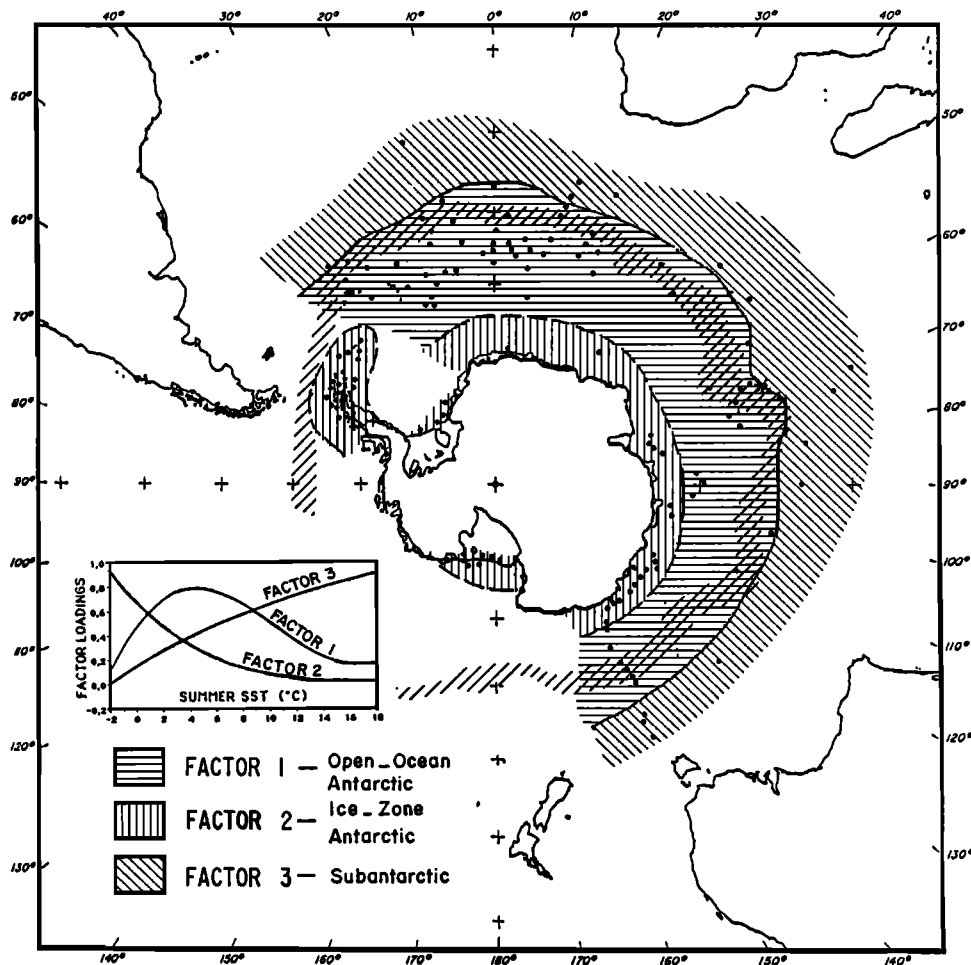 40° 30° 20° 10° 0° 10° 20° 30° 40°
50° 50°
60° 60°
70° 70°
80° 80°
90° 90°
100° 100°
110° 110°
120° 120°
130° 130°
140° 150° 160° 170° 180° 170° 160° 150° 140°
FACTOR LOADINGS
1,0
0,8
0,6
0,4
0,2
0,0
-0,2
FACTOR 3
FACTOR 1
FACTOR 2
-2 0 2 4 6 8 10 12 14 16 18
SUMMER SST (°C)
FACTOR 1 — Open_Ocean
Antarctic
FACTOR 2 — Ice_Zone
Antarctic
FACTOR 3 — Subantarctic